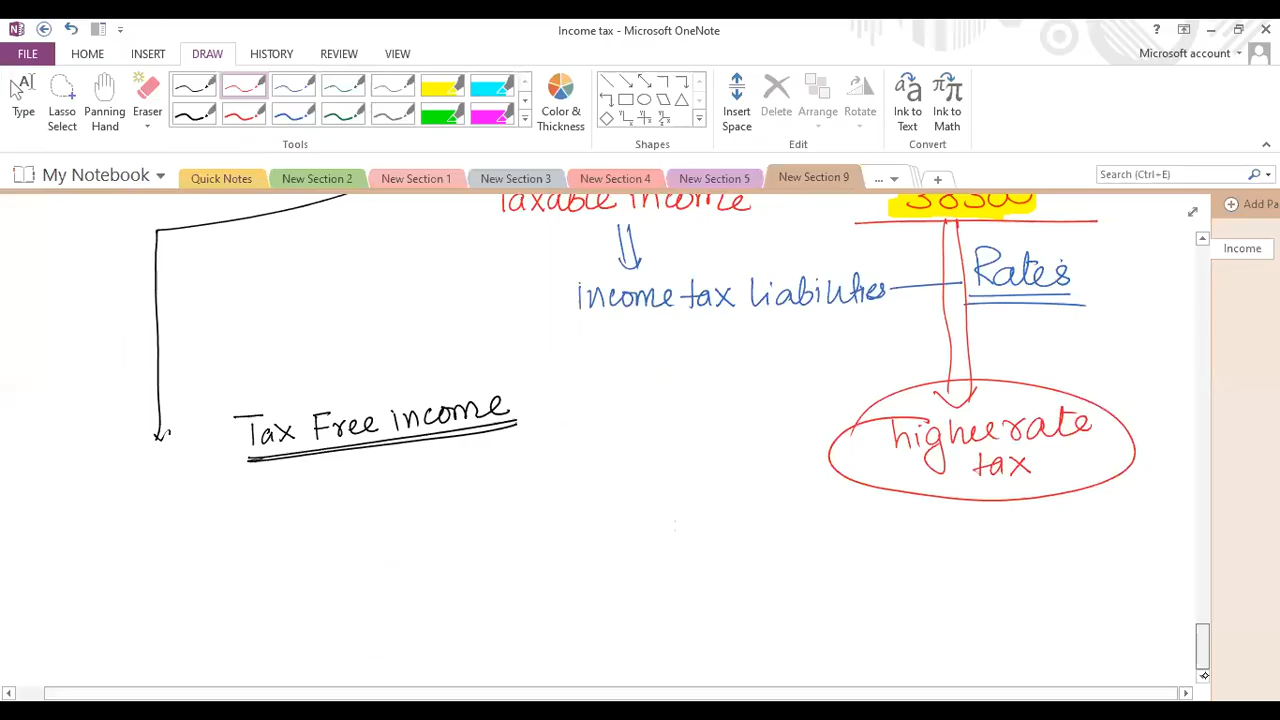 Income tax - Microsoft OneNote
FILE HOME INSERT DRAW HISTORY REVIEW VIEW
Microsoft account
Type
Lasso Select
Panning Hand
Eraser
Color & Thickness
Insert Space
Delete
Arrange
Rotate
Ink to Text
Ink to Math
Tools
Shapes
Edit
Convert
My Notebook
Quick Notes
New Section 2
New Section 1
New Section 3
New Section 4
New Section 5
New Section 9
...
Search (Ctrl+E)
Add Pa
Income
Taxable income 38500
income tax Liabilities
Rates
Tax Free income
higher rate
tax